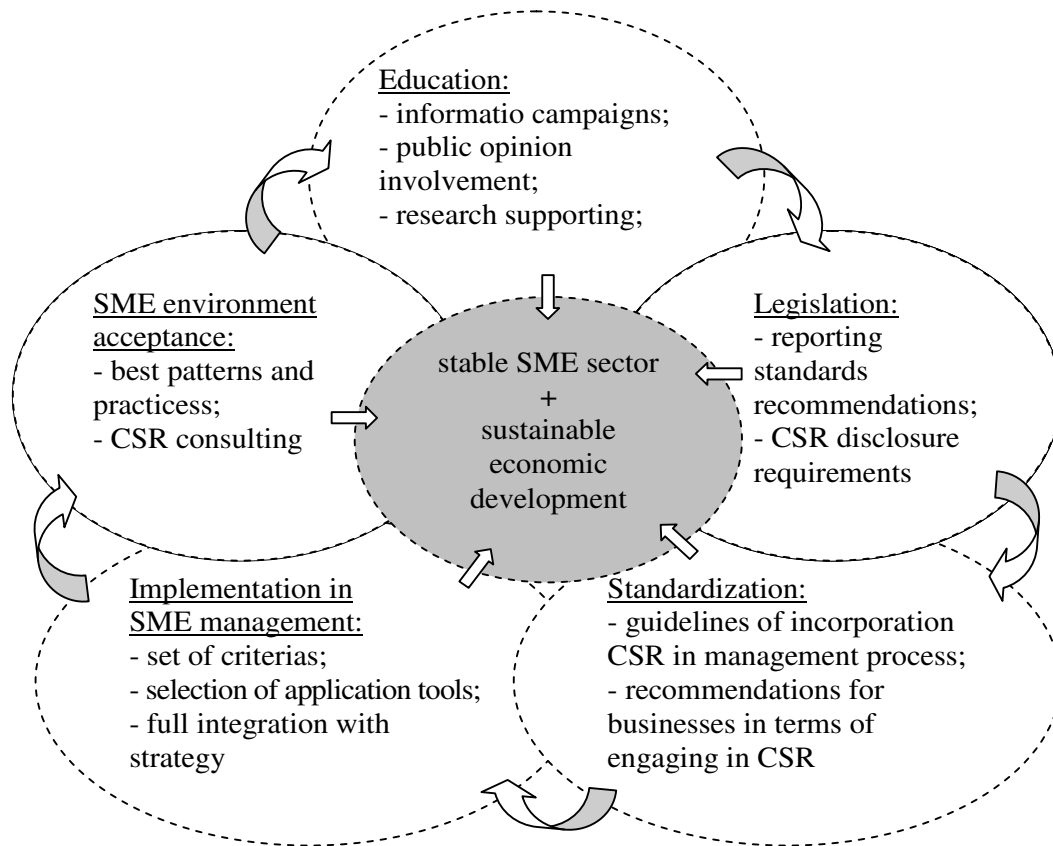 Education:
- informatio campaigns;
- public opinion
involvement;
- research supporting;
SME environment
acceptance:
- best patterns and
practicess;
- CSR consulting
stable SME sector
+
sustainable
economic
development
Legislation:
- reporting
standards
recommendations;
- CSR disclosure
requirements
Implementation in
SME management:
- set of criterias;
- selection of application tools;
- full integration with
strategy
Standardization:
- guidelines of incorporation
CSR in management process;
- recommendations for
businesses in terms of
engaging in CSR